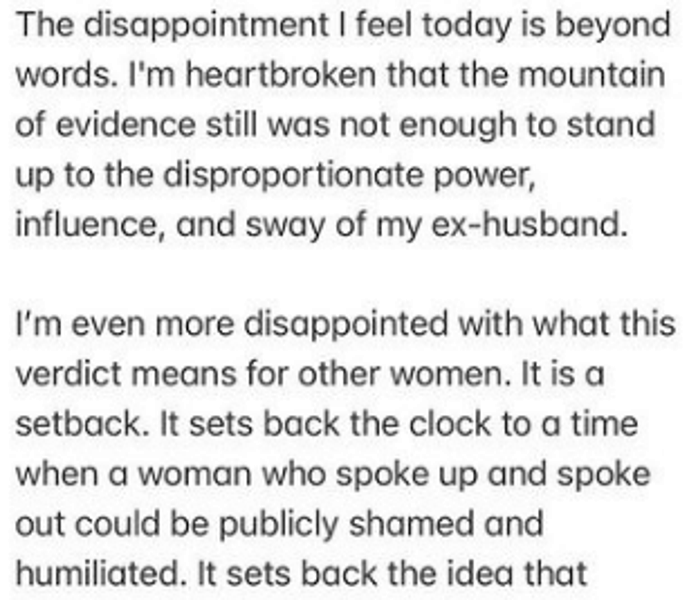 The disappointment I feel today is beyond
words. I'm heartbroken that the mountain
of evidence still was not enough to stand
up to the disproportionate power,
influence, and sway of my ex-husband.
I'm even more disappointed with what this
verdict means for other women. It is a
setback. It sets back the clock to a time
when a woman who spoke up and spoke
out could be publicly shamed and
humiliated. It sets back the idea that